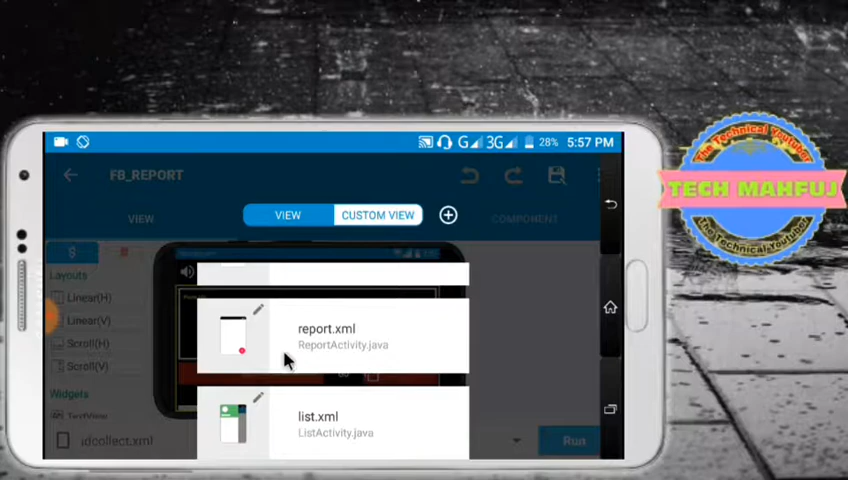 28% 5:57 PM
G 3G
FB_REPORT
VIEW
VIEW
CUSTOM VIEW
COMPONENT
Layouts
Linear(H)
Linear(V)
Scroll(H)
Scroll(V)
Widgets
TextView
idcollect.xml
Run
report.xml
ReportActivity.java
list.xml
ListActivity.java
The Technical Youtuber
TECH MAHFUJ
The Technical Youtuber